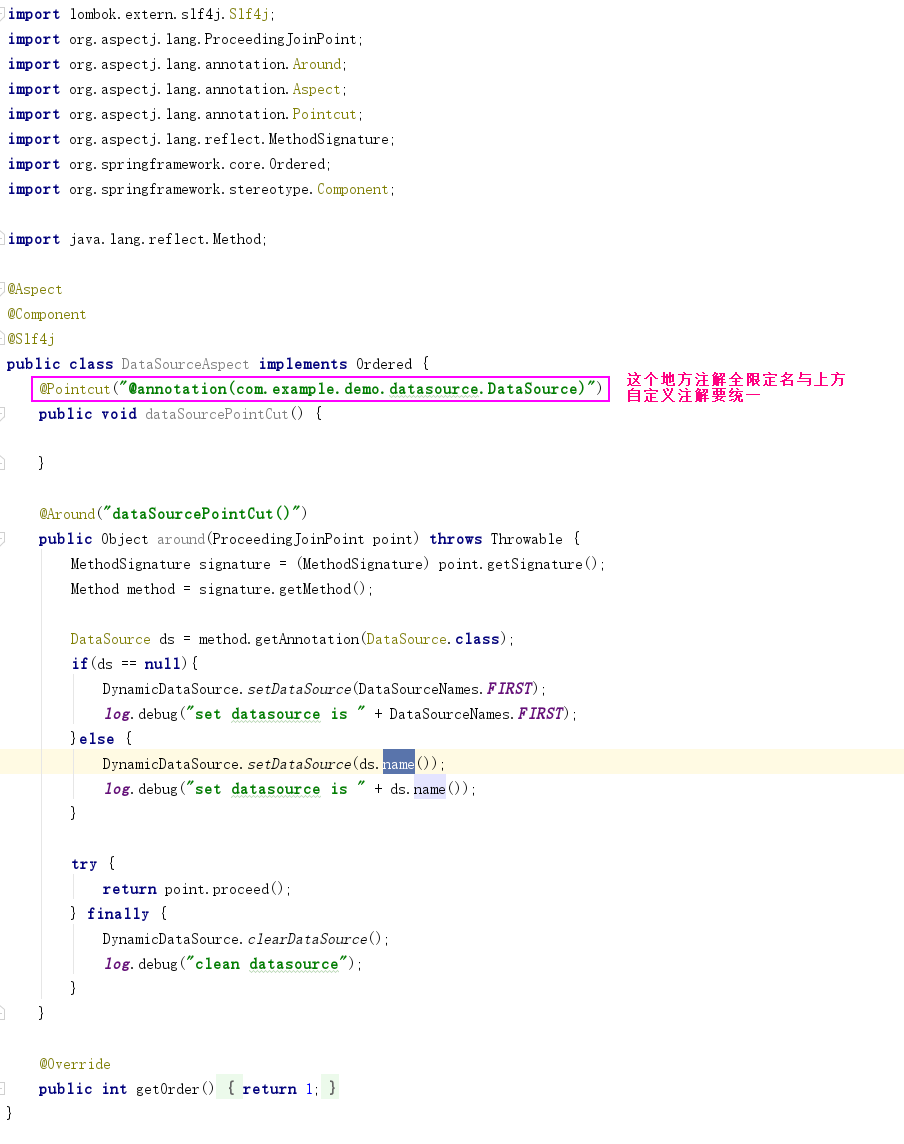 import lombok.extern.slf4j.Slf4j;
import org.aspectj.lang.ProceedingJoinPoint;
import org.aspectj.lang.annotation.Around;
import org.aspectj.lang.annotation.Aspect;
import org.aspectj.lang.annotation.Pointcut;
import org.aspectj.lang.reflect.MethodSignature;
import org.springframework.core.Ordered;
import org.springframework.stereotype.Component;

import java.lang.reflect.Method;

@Aspect
@Component
@Slf4j
public class DataSourceAspect implements Ordered {
    @Pointcut("@annotation(com.example.demo.datasource.DataSource)")
这个地方注解全限定名与上方
自定义注解要统一
    public void dataSourcePointCut() {

    }

    @Around("dataSourcePointCut()")
    public Object around(ProceedingJoinPoint point) throws Throwable {
        MethodSignature signature = (MethodSignature) point.getSignature();
        Method method = signature.getMethod();

        DataSource ds = method.getAnnotation(DataSource.class);
        if(ds == null){
            DynamicDataSource.setDataSource(DataSourceNames.FIRST);
            log.debug("set datasource is " + DataSourceNames.FIRST);
        }else {
            DynamicDataSource.setDataSource(ds.name());
            log.debug("set datasource is " + ds.name());
        }

        try {
            return point.proceed();
        } finally {
            DynamicDataSource.clearDataSource();
            log.debug("clean datasource");
        }
    }

    @Override
    public int getOrder() { return 1; }
}